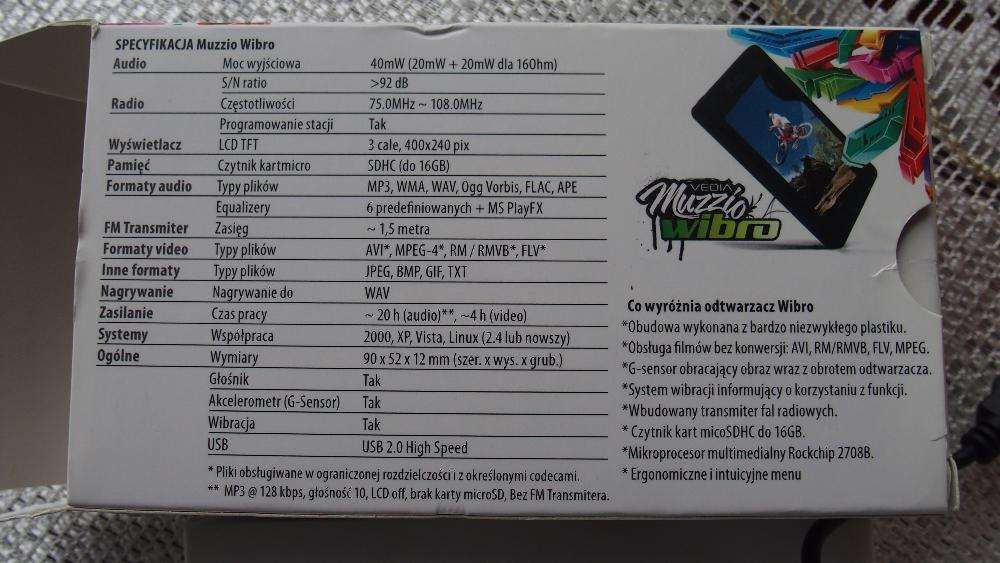 SPECYFIKACJA Muzzio Wibro
Audio Moc wyjściowa 40mW (20mW + 20mW dla 16Ohm)
S/N ratio >92 dB
Radio Częstotliwości 75.0MHz ~ 108.0MHz
Programowanie stacji Tak
Wyświetlacz LCD TFT 3 cale, 400x240 pix
Pamięć Czytnik kartmicro SDHC (do 16GB)
Formaty audio Typy plików MP3, WMA, WAV, Ogg Vorbis, FLAC, APE
Equalizery 6 predefiniowanych + MS PlayFX
FM Transmiter Zasięg ~ 1,5 metra
Formaty video Typy plików AVI*, MPEG-4*, RM / RMVB*, FLV*
Inne formaty Typy plików JPEG, BMP, GIF, TXT
Nagrywanie Nagrywanie do WAV
Zasilanie Czas pracy ~ 20 h (audio)**, ~4 h (video)
Systemy Współpraca 2000, XP, Vista, Linux (2.4 lub nowszy)
Ogólne Wymiary 90 x 52 x 12 mm (szer. x wys. x grub.)
Głośnik Tak
Akcelerometr (G-Sensor) Tak
Wibracja Tak
USB USB 2.0 High Speed
* Pliki obsługiwane w ograniczonej rozdzielczości i z określonymi codecami.
** MP3 @ 128 kbps, głośność 10, LCD off, brak karty microSD, Bez FM Transmitera.
VEDIA
Muzzio
wibro
Co wyróżnia odtwarzacz Wibro
*Obudowa wykonana z bardzo niezwykłego plastiku.
*Obsługa filmów bez konwersji: AVI, RM/RMVB, FLV, MPEG.
*G-sensor obracający obraz wraz z obrotem odtwarzacza.
*System wibracji informujący o korzystaniu z funkcji.
*Wbudowany transmiter fal radiowych.
* Czytnik kart micoSDHC do 16GB.
*Mikroprocesor multimedialny Rockchip 2708B.
* Ergonomiczne i intuicyjne menu